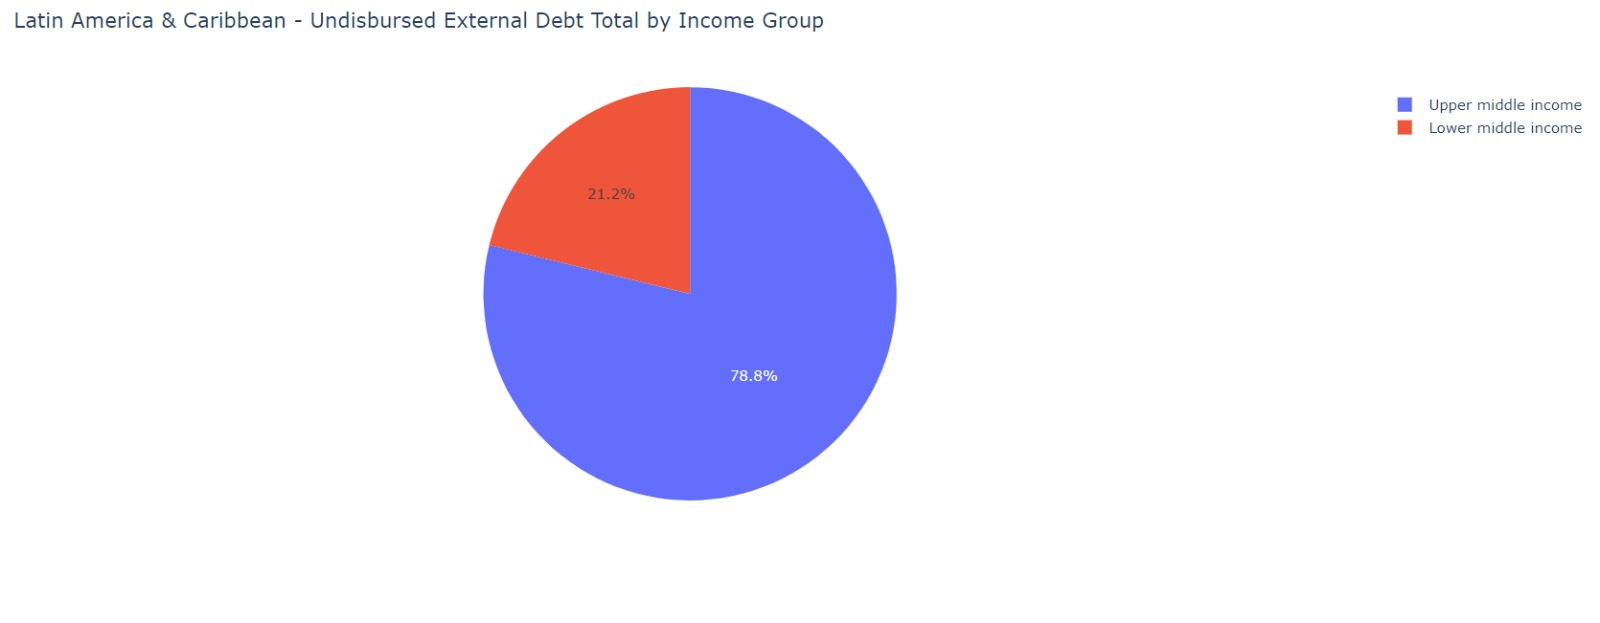 Latin America & Caribbean - Undisbursed External Debt Total by Income Group
Upper middle income
Lower middle income
21.2%
78.8%